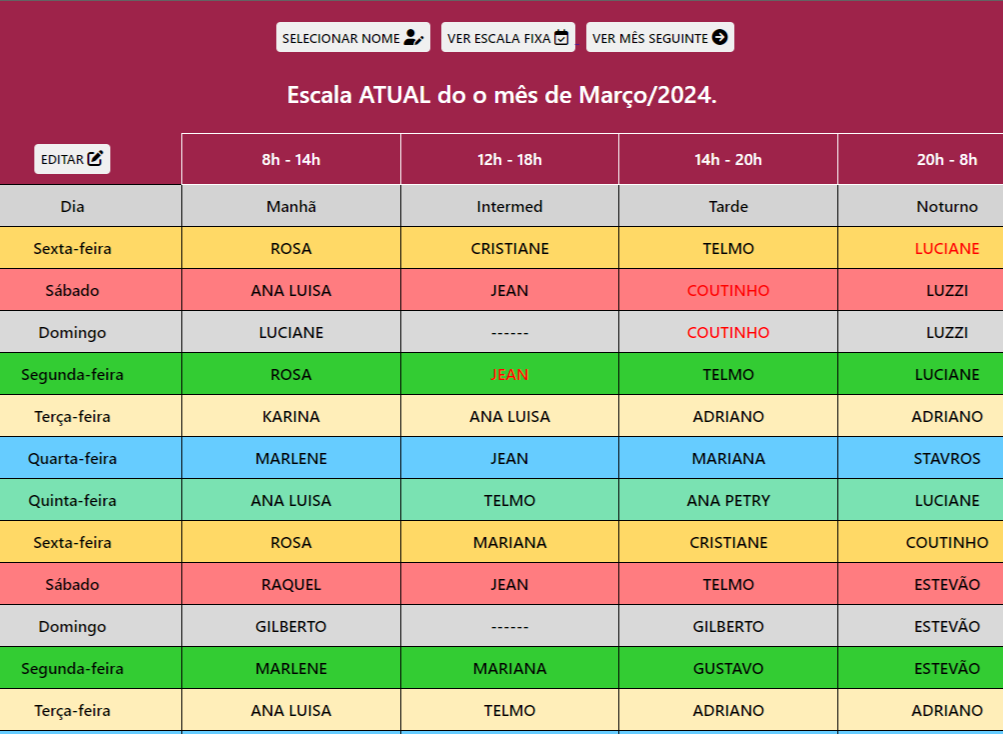 SELECIONAR NOME VER ESCALA FIXA VER MÊS SEGUINTE
Escala ATUAL do o mês de Março/2024.
EDITAR 8h - 14h 12h - 18h 14h - 20h 20h - 8h
Dia Manhã Intermed Tarde Noturno
Sexta-feira ROSA CRISTIANE TELMO LUCIANE
Sábado ANA LUISA JEAN COUTINHO LUZZI
Domingo LUCIANE ------ COUTINHO LUZZI
Segunda-feira ROSA JEAN TELMO LUCIANE
Terça-feira KARINA ANA LUISA ADRIANO ADRIANO
Quarta-feira MARLENE JEAN MARIANA STAVROS
Quinta-feira ANA LUISA TELMO ANA PETRY LUCIANE
Sexta-feira ROSA MARIANA CRISTIANE COUTINHO
Sábado RAQUEL JEAN TELMO ESTEVÃO
Domingo GILBERTO ------ GILBERTO ESTEVÃO
Segunda-feira MARLENE MARIANA GUSTAVO ESTEVÃO
Terça-feira ANA LUISA TELMO ADRIANO ADRIANO